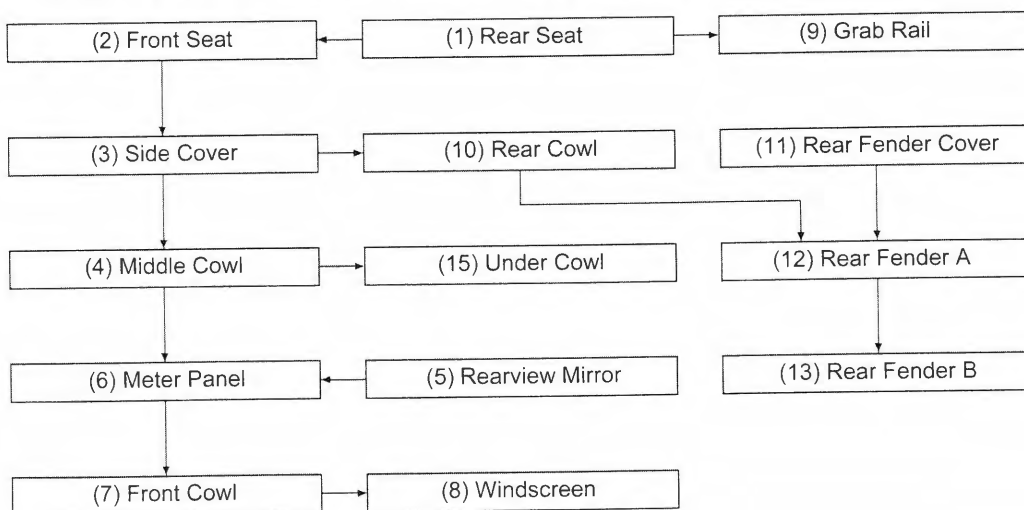 (2) Front Seat
(1) Rear Seat
(9) Grab Rail
(3) Side Cover
(10) Rear Cowl
(11) Rear Fender Cover
(4) Middle Cowl
(15) Under Cowl
(12) Rear Fender A
(6) Meter Panel
(5) Rearview Mirror
(13) Rear Fender B
(7) Front Cowl
(8) Windscreen